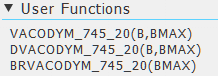 User Functions
VACODYM_745_20(B,BMAX)
DVACODYM_745_20(B,BMAX)
BRVACODYM_745_20(BMAX)